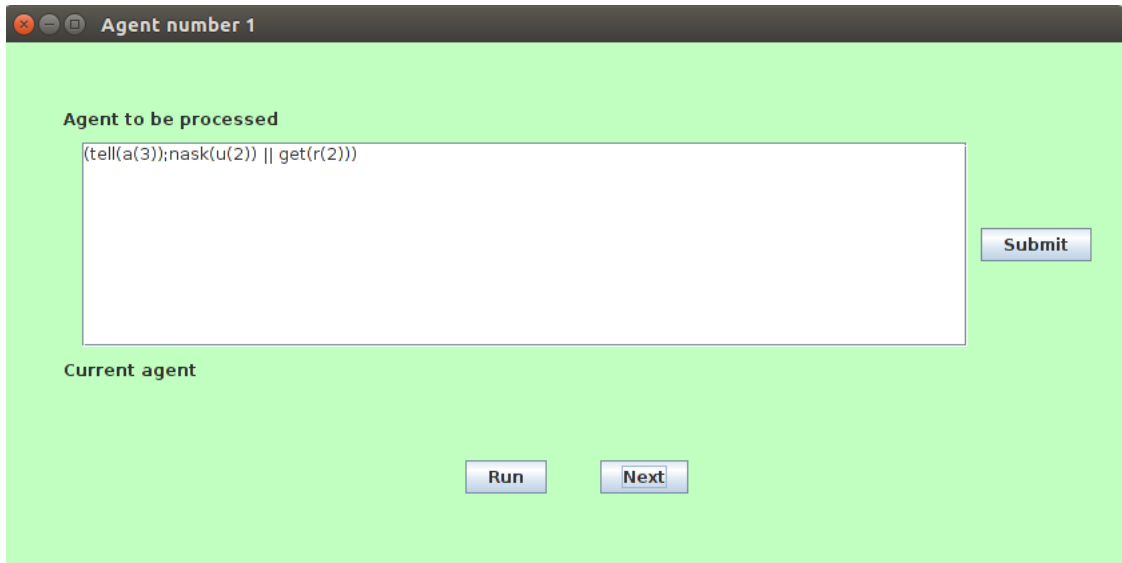 Agent number 1
Agent to be processed
(tell(a(3));nask(u(2)) || get(r(2)))
Submit
Current agent
Run Next